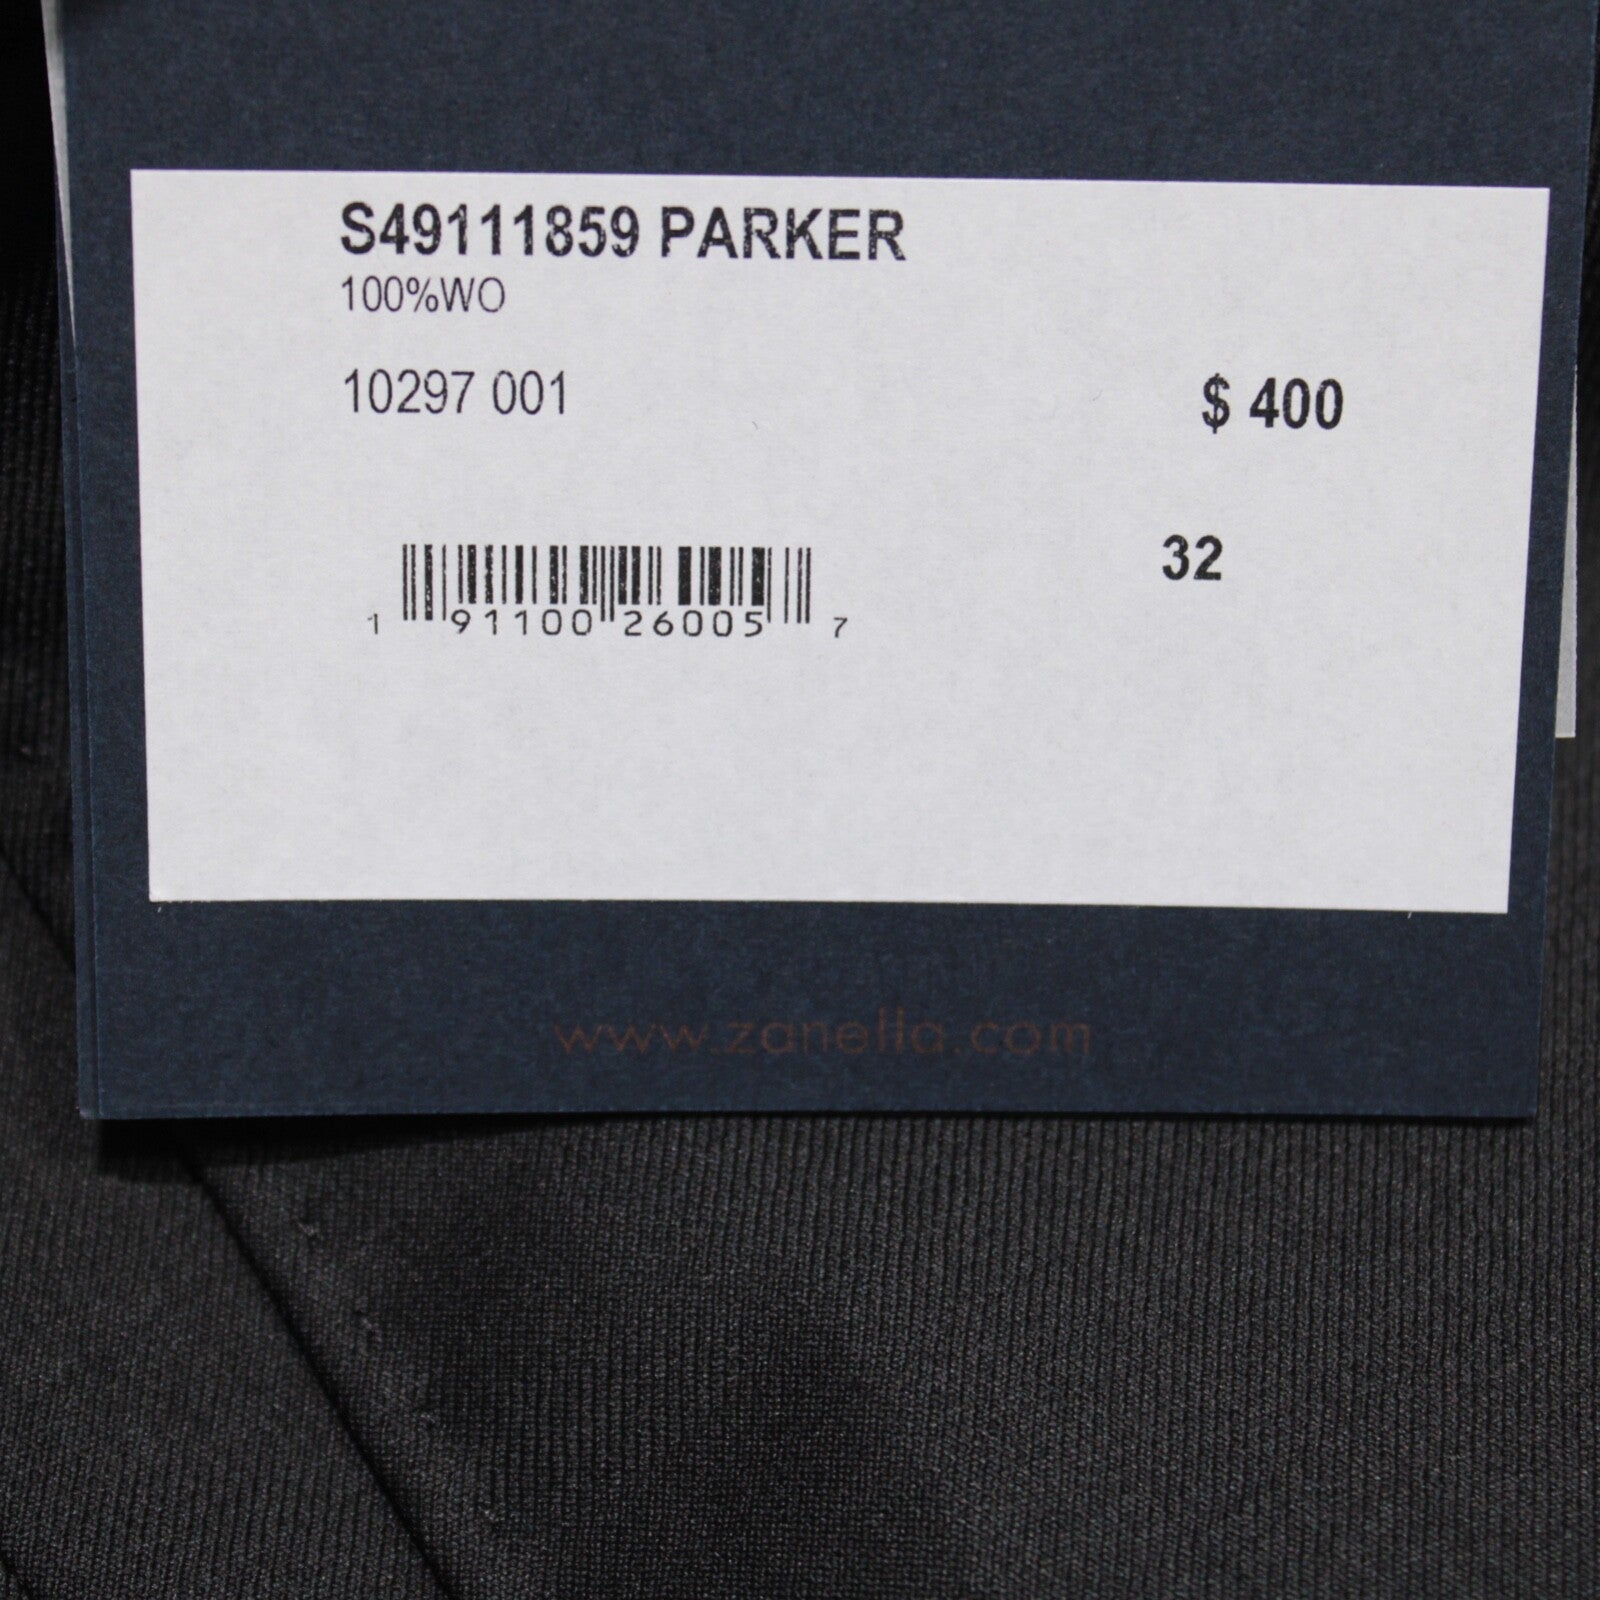 S49111859 PARKER
100%WO
10297 001
$ 400
32
1 91100 26005 7
www.zanella.com